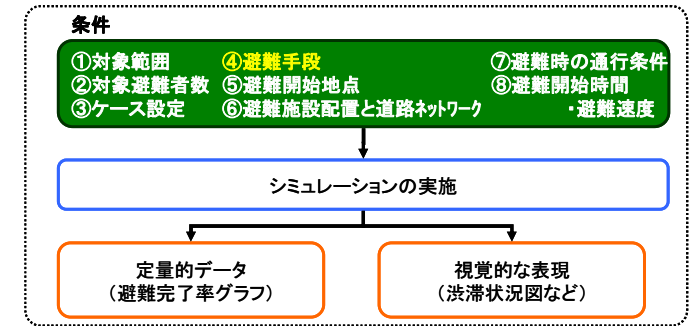 条件
①対象範囲
②対象避難者数
③ケース設定
④避難手段
⑤避難開始地点
⑥避難施設配置と道路ネットワーク
⑦避難時の通行条件
⑧避難開始時間
・避難速度
シミュレーションの実施
定量的データ
（避難完了率グラフ）
視覚的な表現
（渋滞状況図など）